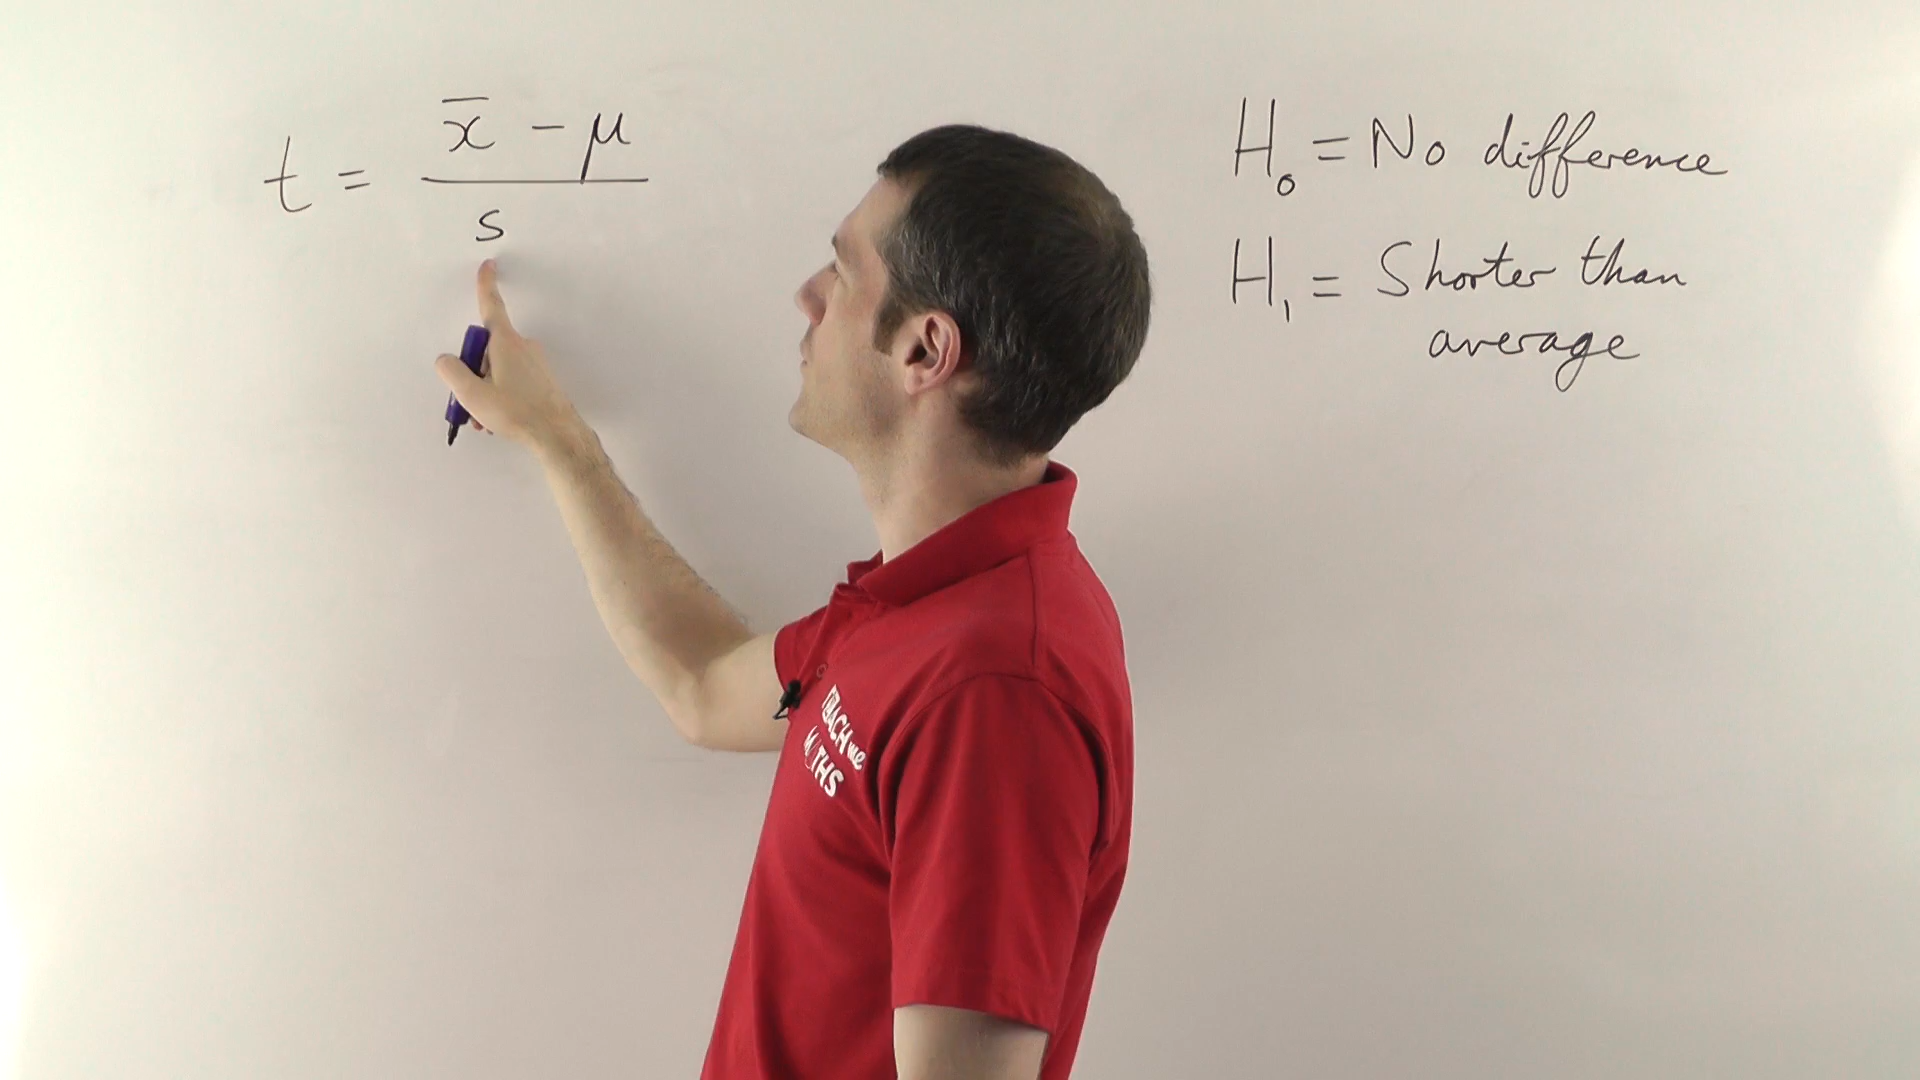 t = x̄ - μ
s
H₀ = No difference
H₁ = Shorter than
average
TEACH me
MATHS